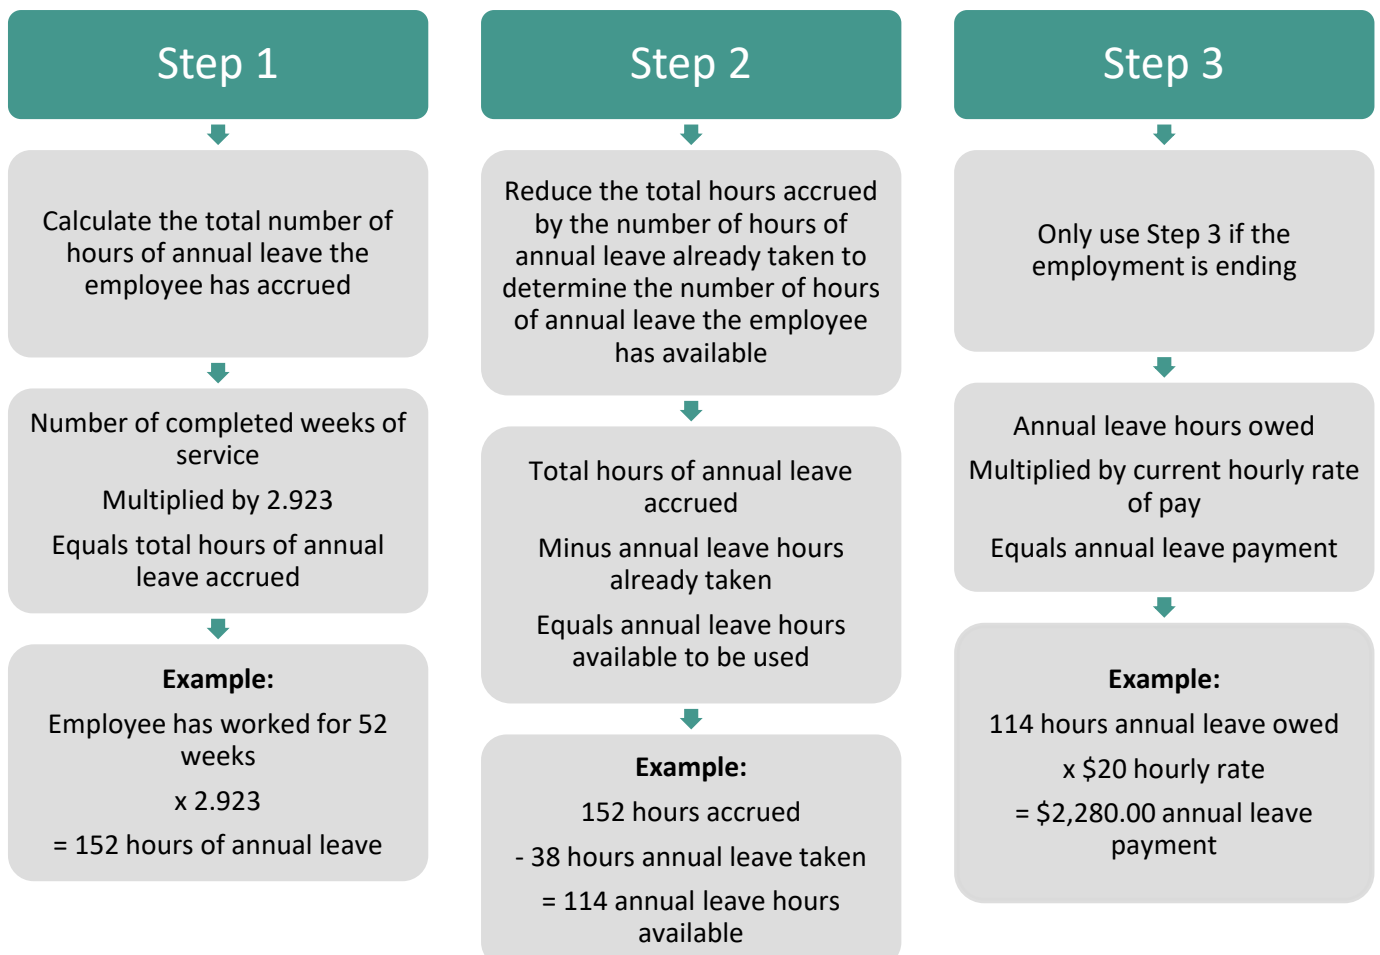 Step 1
Calculate the total number of
hours of annual leave the
employee has accrued
Number of completed weeks of
service
Multiplied by 2.923
Equals total hours of annual
leave accrued
Example:
Employee has worked for 52
weeks
x 2.923
= 152 hours of annual leave
Step 2
Reduce the total hours accrued
by the number of hours of
annual leave already taken to
determine the number of hours
of annual leave the employee
has available
Total hours of annual leave
accrued
Minus annual leave hours
already taken
Equals annual leave hours
available to be used
Example:
152 hours accrued
- 38 hours annual leave taken
= 114 annual leave hours
available
Step 3
Only use Step 3 if the
employment is ending
Annual leave hours owed
Multiplied by current hourly rate
of pay
Equals annual leave payment
Example:
114 hours annual leave owed
x $20 hourly rate
= $2,280.00 annual leave
payment